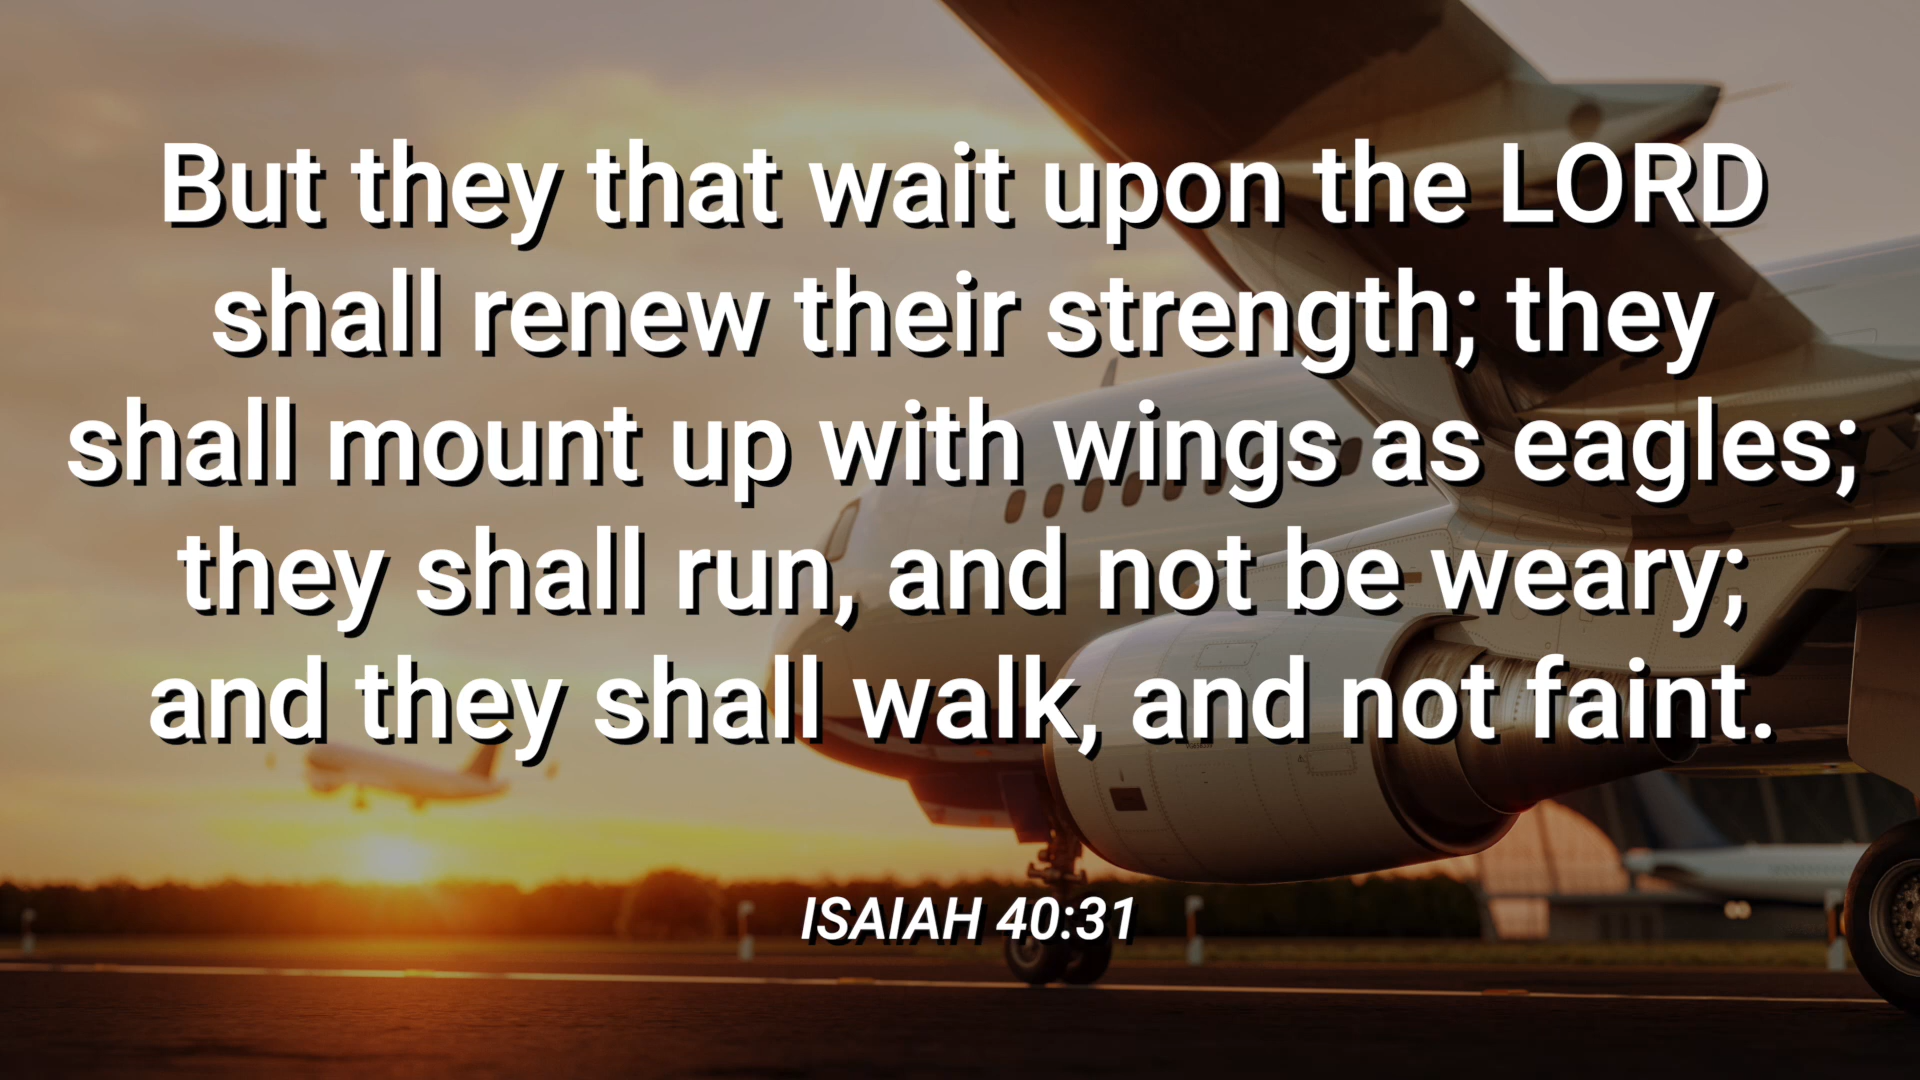 But they that wait upon the LORD
shall renew their strength; they
shall mount up with wings as eagles;
they shall run, and not be weary;
and they shall walk, and not faint.
ISAIAH 40:31